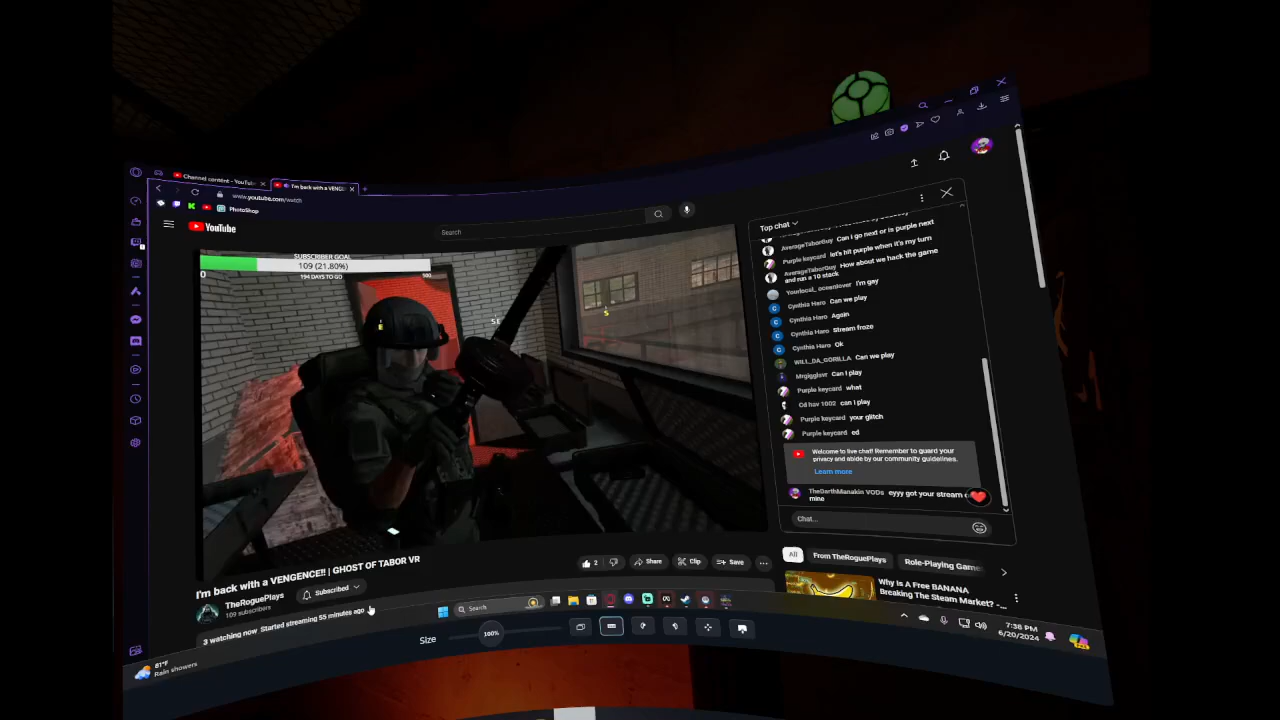 Channel content - YouTube
I'm back with a VENG
www.youtube.com/watch
PhotoShop
YouTube
Search
SUBSCRIBER GOAL
109 (21.80%)
0
194 DAYS TO GO
S
SE
Top chat
AverageTaborGuy Can i go next or is purple next
Purple keycard let's hit purple when it's my turn
AverageTaborGuy How about we hack the game
and run a 10 stack
Yourlocal_oceanlover I'm gay
Cynthia Haro Can we play
Cynthia Haro Again
Cynthia Haro Stream froze
Cynthia Haro Ok
WILL_DA_GORILLA Can we play
Mrgigglevr Can I play
Purple keycard what
Oil hav 1002 can I play
Purple keycard your glitch
Purple keycard ed
Welcome to live chat! Remember to guard your
privacy and abide by our community guidelines.
Learn more
TheDarthManakin VODs eyyy got your stream
mine
Chat...
I'm back with a VENGENCE!! | GHOST OF TABOR VR
TheRoguePlays
109 subscribers
Subscribed
2
Share
Clip
Save
3 watching now Started streaming 55 minutes ago
All
From TheRoguePlays
Role-Playing Game
Why is A Free BANANA
Breaking The Steam Market? -...
81°F
Rain showers
Search
7:38 PM
6/20/2024
Size
100%